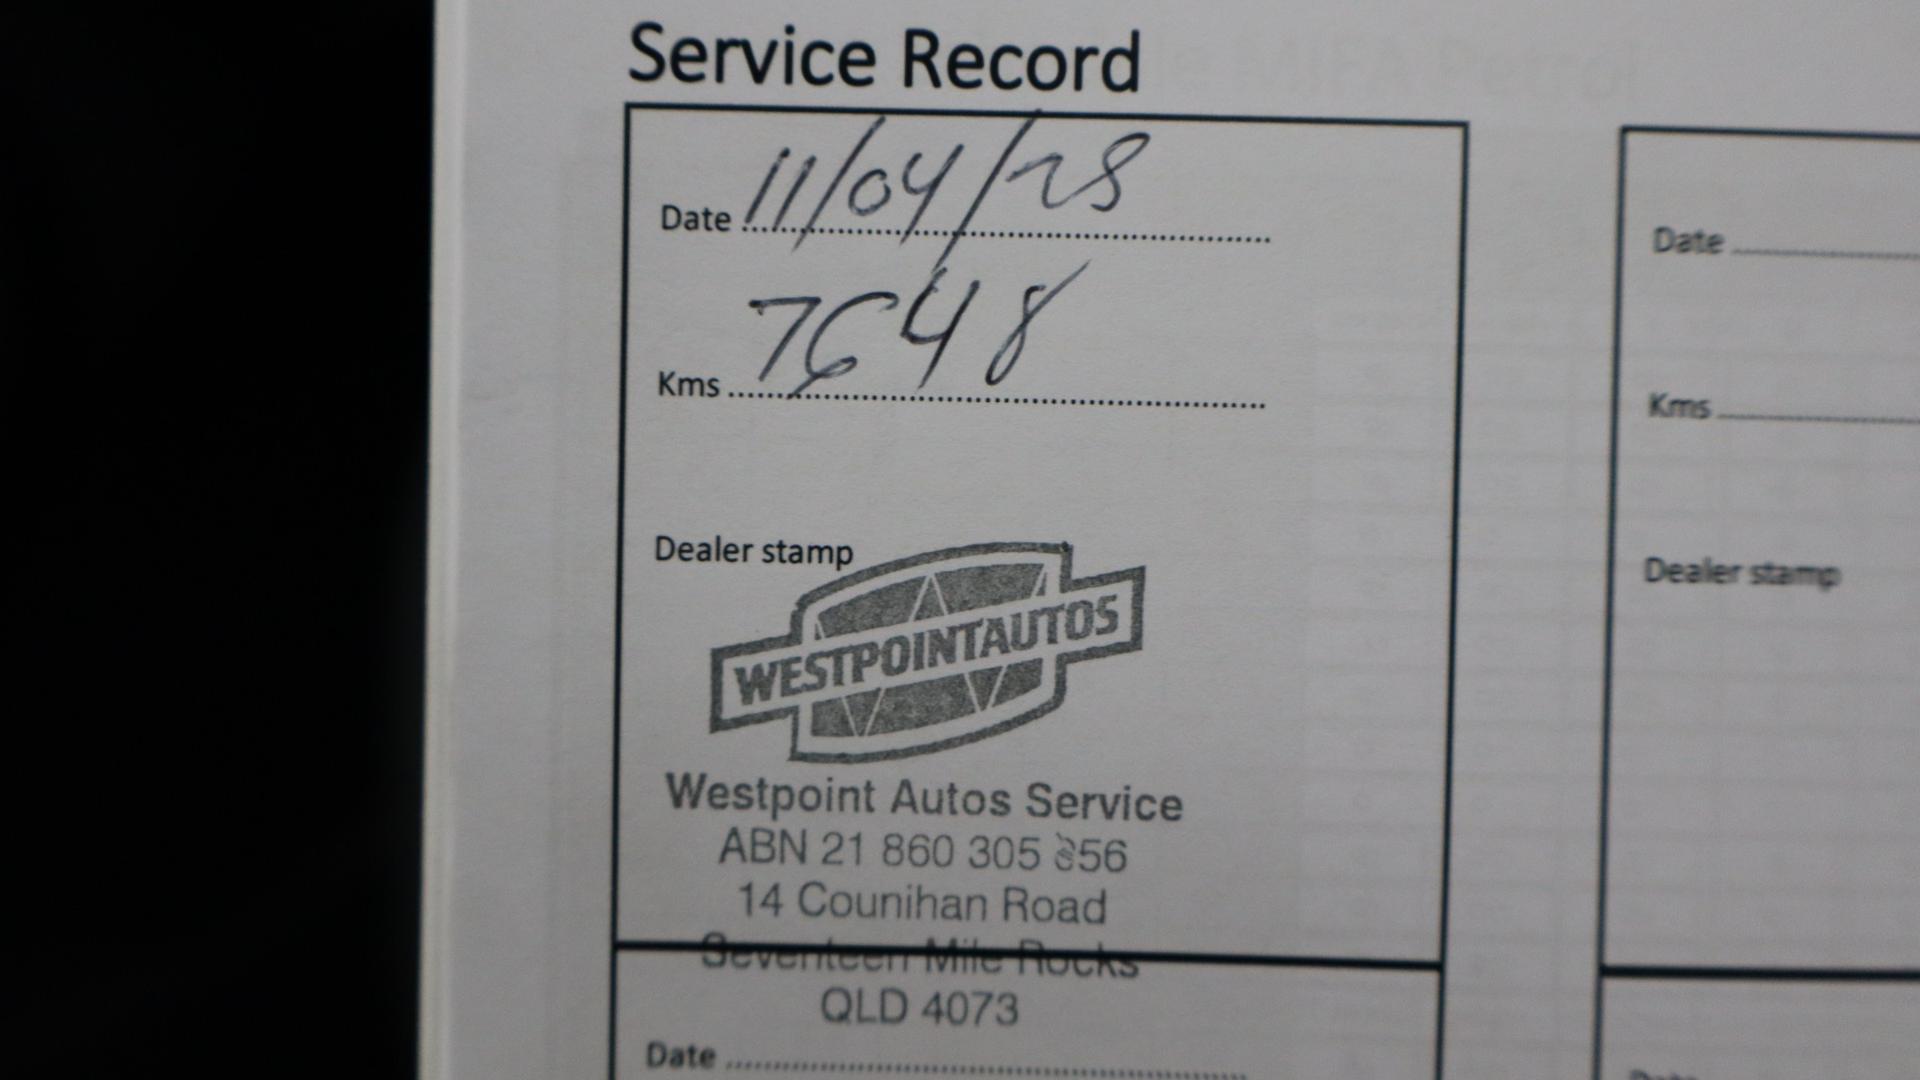 Service Record
Date 11/04/25
Kms 7648
Dealer stamp
WESTPOINTAUTOS
Westpoint Autos Service
ABN 21 860 305 856
14 Counihan Road
Seventeen Mile Rocks
QLD 4073
Date
Date
Kms
Dealer stamp